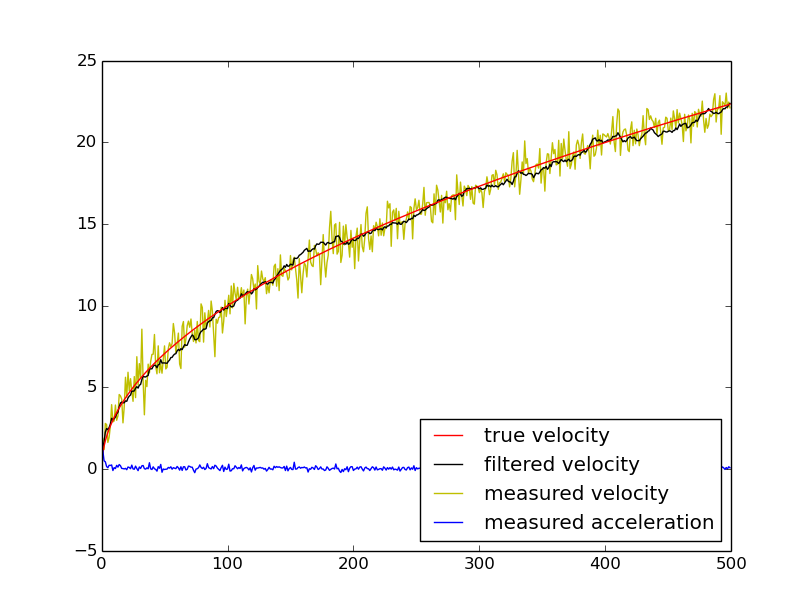 25
20
15
10
5
0
−5
0 100 200 300 400 500
true velocity
filtered velocity
measured velocity
measured acceleration